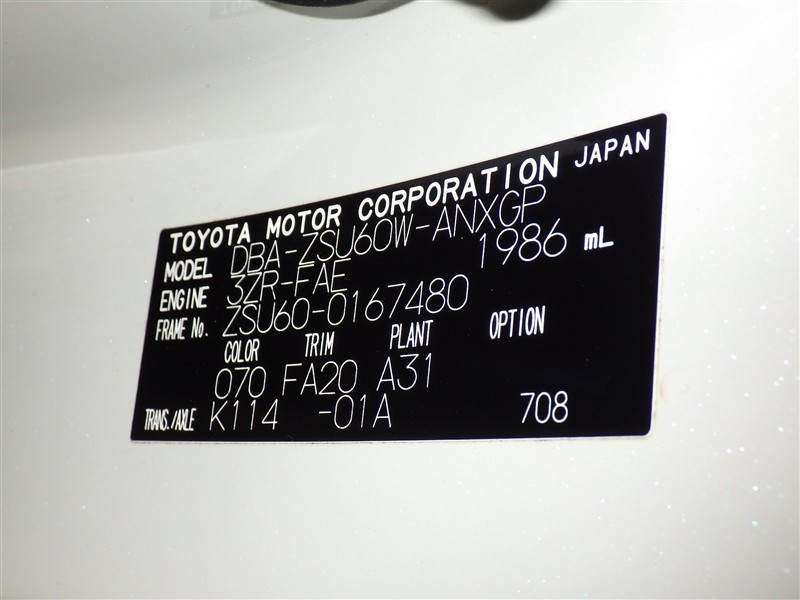 TOYOTA MOTOR CORPORATION JAPAN
MODEL DBA-ZSU60W-ANXGP
ENGINE 3ZR-FAE 1986 mL
FRAME No. ZSU60-0167480
COLOR TRIM PLANT OPTION
070 FA20 A31
TRANS./AXLE K114 -01A 708